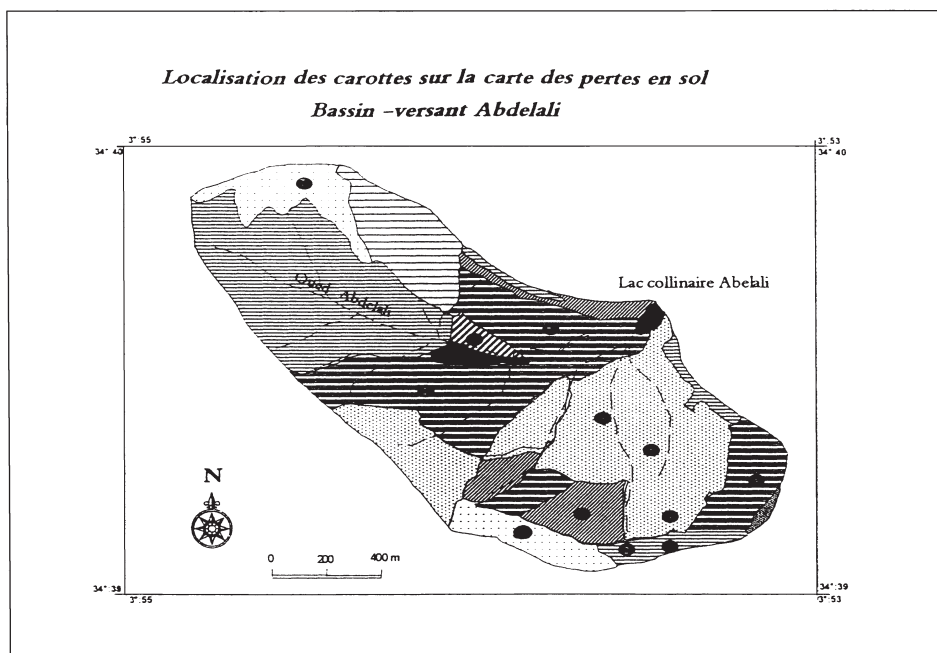 Localisation des carottes sur la carte des pertes en sol
Bassin -versant Abdelali
3°:55
3°:53
34° 40
34° 40
Lac collinaire Abelali
Oued Abdelali
N
0 200 400 m
34°:39
34°:39
3°:55
3°:53